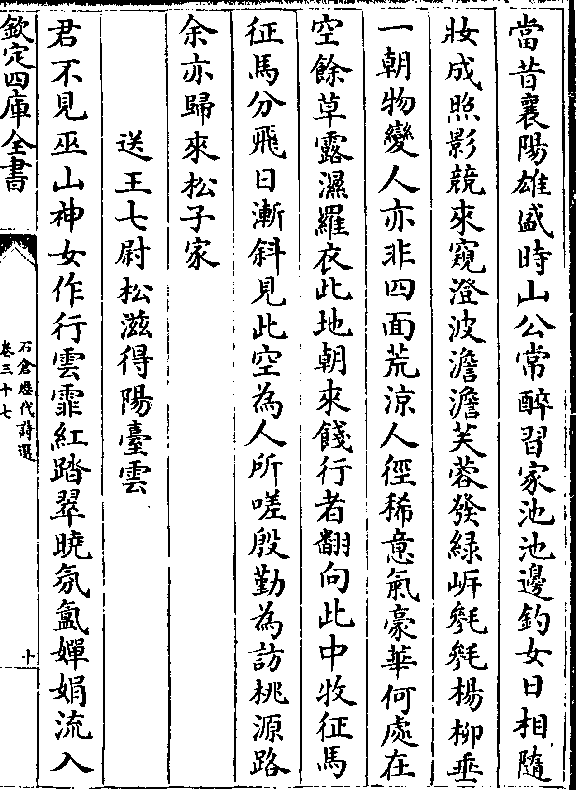 當昔襄陽雄盛時山公常醉習家池池邊釣女日相隨
妝成照影競來窺澄波澹澹芙蓉發緑岸毿毿楊柳垂
一朝物變人亦非四面荒涼人徑稀意氣豪華何處在
空餘草露濕羅衣此地朝來餞行者翻向此中牧征馬
征馬分飛日漸斜見此空為人所嗟殷勤為訪桃源路
余亦歸來松子家
送王七尉松滋得陽臺雲
君不見巫山神女作行雲霏紅踏翠曉氛氲嬋娟流入
欽定四庫全書
石倉歷代詩選
卷三十七
十